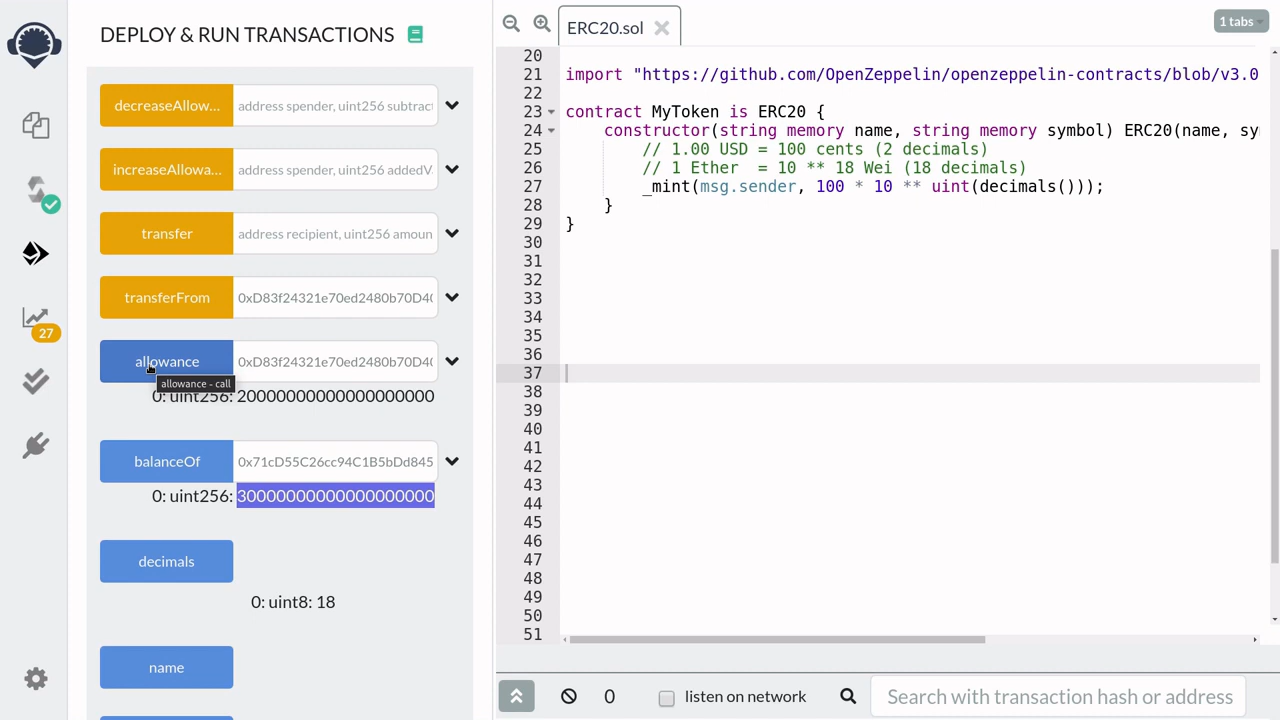 DEPLOY & RUN TRANSACTIONS
decreaseAllow...
address spender, uint256 subtract
increaseAllowa...
address spender, uint256 addedV
transfer
address recipient, uint256 amoun
transferFrom
0xD83f24321e70ed2480b70D4(
allowance
0xD83f24321e70ed2480b70D4(
allowance - call
0: uint256: 20000000000000000000
balanceOf
0x71cD55C26cc94C1B5bDd845
0: uint256: 30000000000000000000
decimals
0: uint8: 18
name
27
ERC20.sol
1 tabs
20
21 import "https://github.com/OpenZeppelin/openzeppelin-contracts/blob/v3.0
22
23 contract MyToken is ERC20 {
24 constructor(string memory name, string memory symbol) ERC20(name, sy
25 // 1.00 USD = 100 cents (2 decimals)
26 // 1 Ether  = 10 ** 18 Wei (18 decimals)
27 _mint(msg.sender, 100 * 10 ** uint(decimals()));
28 }
29 }
30
31
32
33
34
35
36
37
38
39
40
41
42
43
44
45
46
47
48
49
50
51
0
listen on network
Search with transaction hash or address